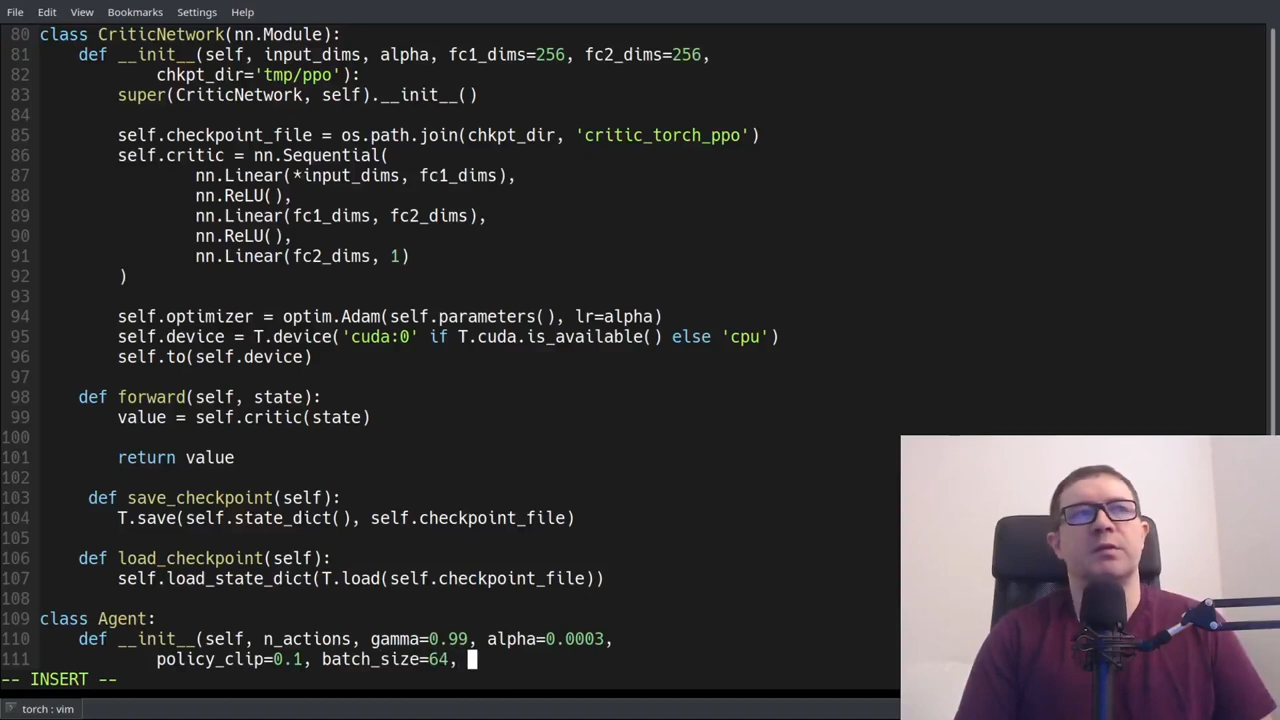 File Edit View Bookmarks Settings Help
80 class CriticNetwork(nn.Module):
81     def __init__(self, input_dims, alpha, fc1_dims=256, fc2_dims=256,
82             chkpt_dir='tmp/ppo'):
83         super(CriticNetwork, self).__init__()
84
85         self.checkpoint_file = os.path.join(chkpt_dir, 'critic_torch_ppo')
86         self.critic = nn.Sequential(
87                 nn.Linear(*input_dims, fc1_dims),
88                 nn.ReLU(),
89                 nn.Linear(fc1_dims, fc2_dims),
90                 nn.ReLU(),
91                 nn.Linear(fc2_dims, 1)
92         )
93
94         self.optimizer = optim.Adam(self.parameters(), lr=alpha)
95         self.device = T.device('cuda:0' if T.cuda.is_available() else 'cpu')
96         self.to(self.device)
97
98     def forward(self, state):
99         value = self.critic(state)
100
101         return value
102
103      def save_checkpoint(self):
104         T.save(self.state_dict(), self.checkpoint_file)
105
106     def load_checkpoint(self):
107         self.load_state_dict(T.load(self.checkpoint_file))
108
109 class Agent:
110     def __init__(self, n_actions, gamma=0.99, alpha=0.0003,
111             policy_clip=0.1, batch_size=64,
-- INSERT --
torch : vim